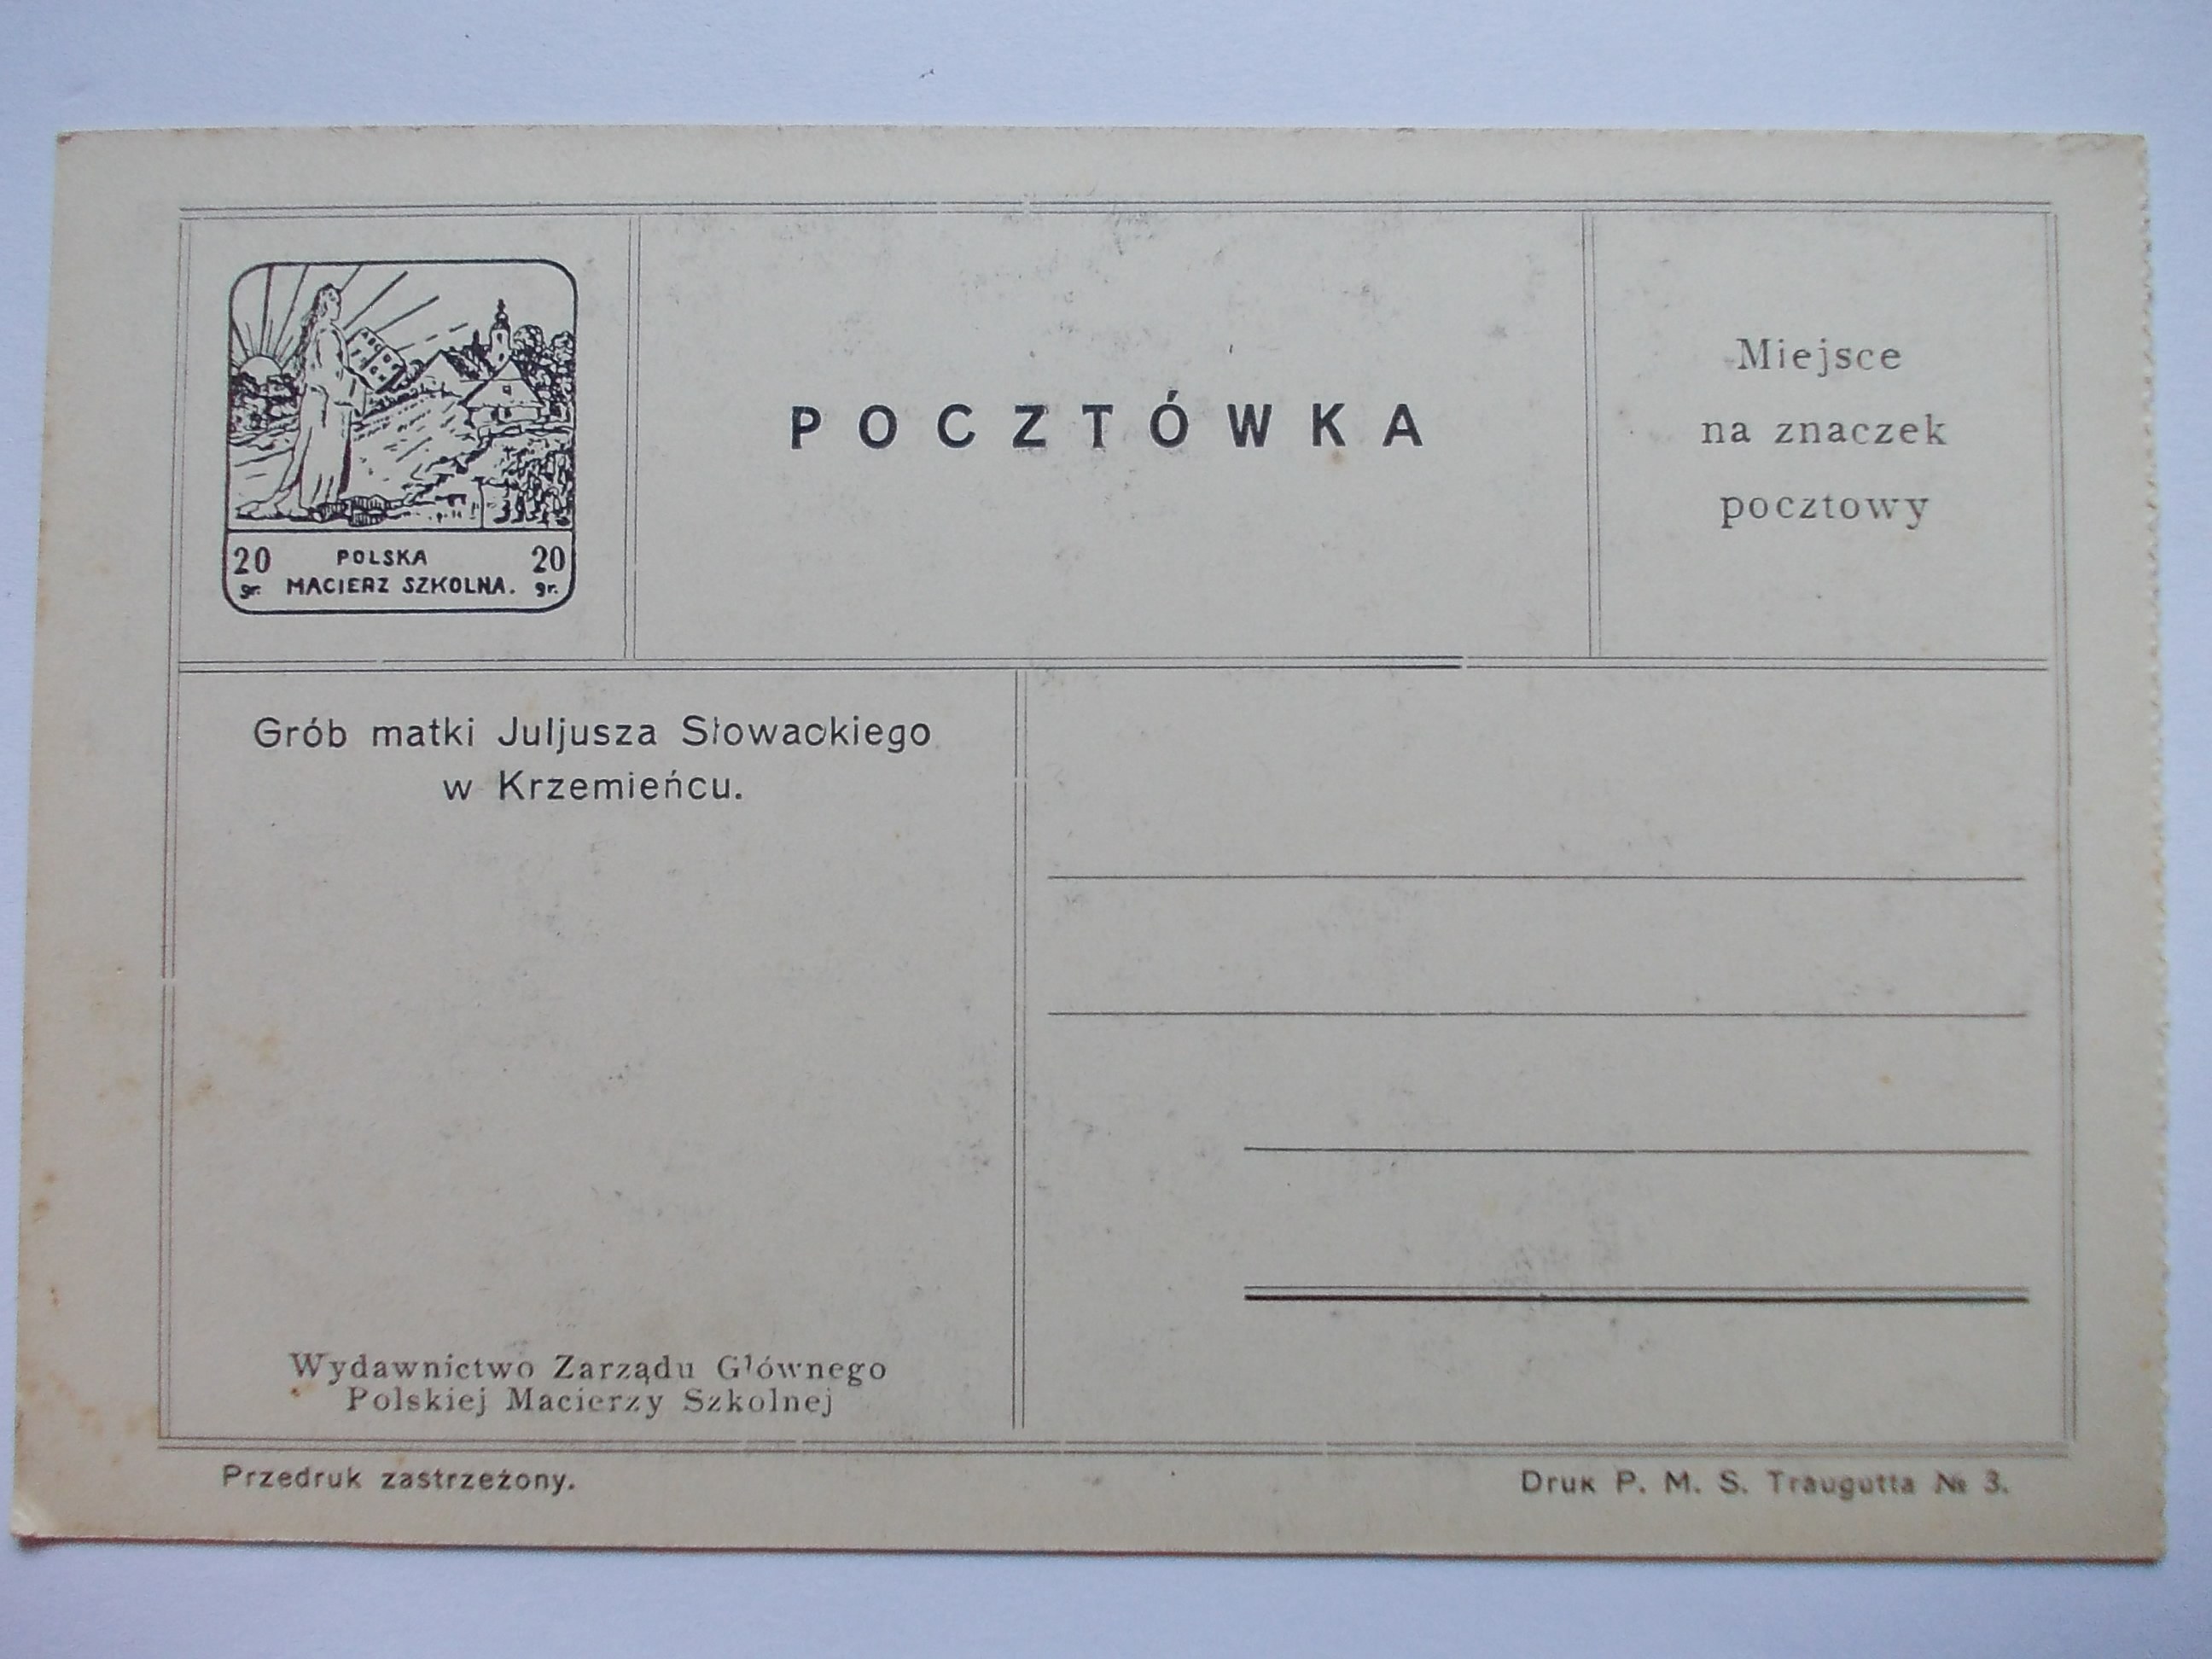 20 POLSKA 20
gr. MACIERZ SZKOLNA. gr.
POCZTÓWKA
Miejsce
na znaczek
pocztowy
Grób matki Juljusza Słowackiego
w Krzemieńcu.
Wydawnictwo Zarządu Głównego
Polskiej Macierzy Szkolnej
Przedruk zastrzeżony.
Druk P. M. S. Traugutta № 3.